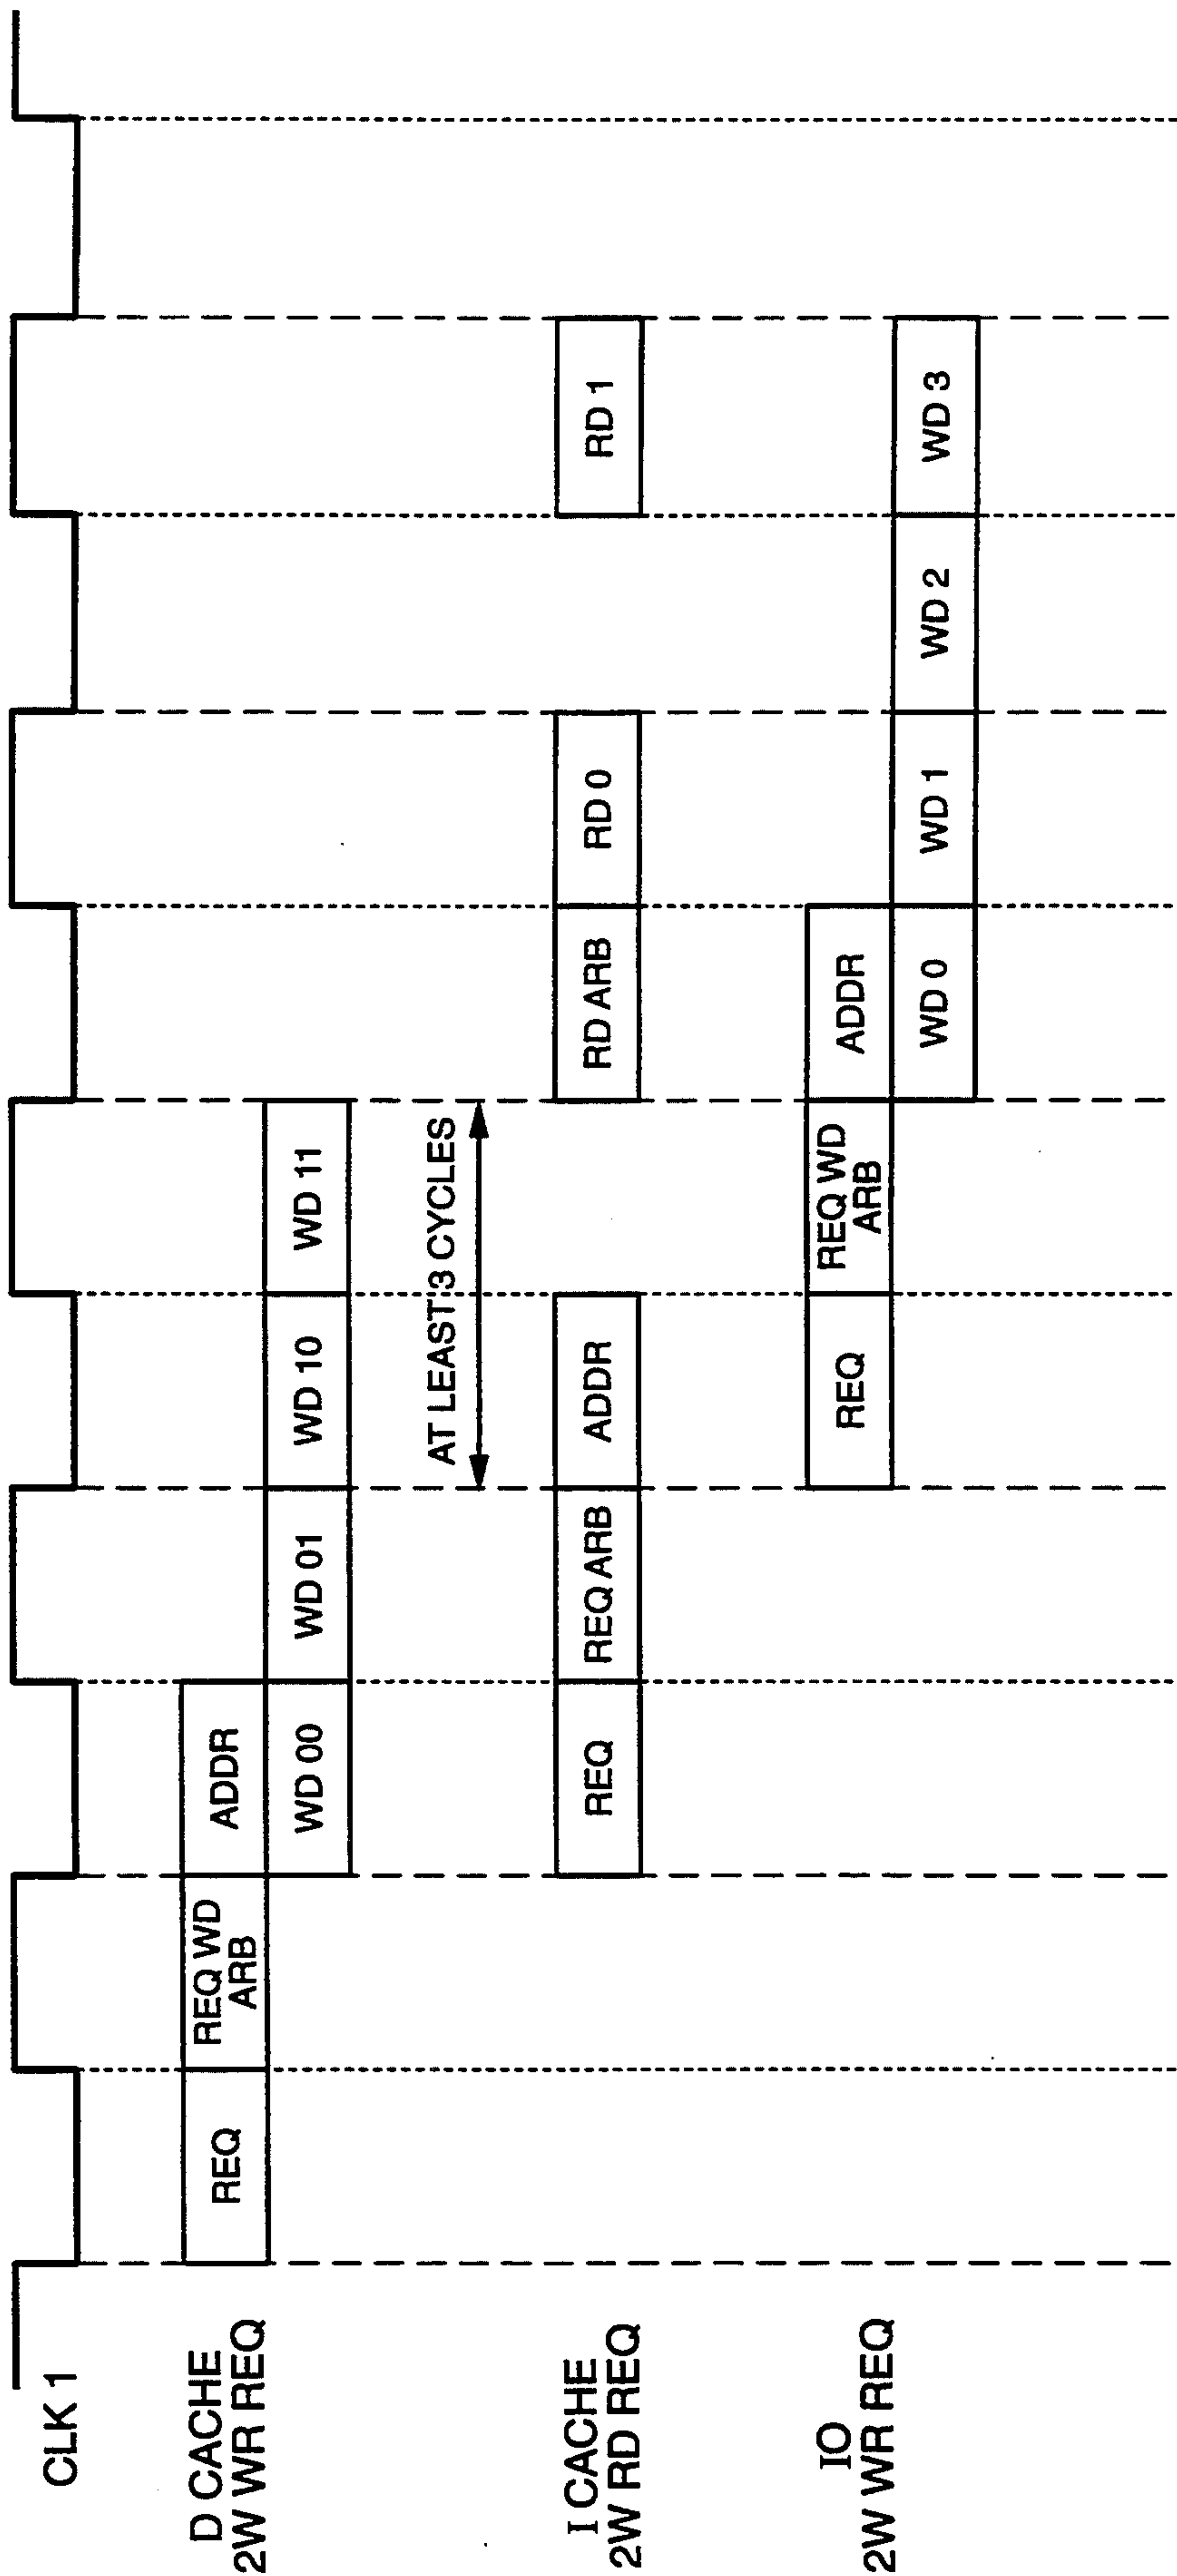 CLK 1
D CACHE
2W WR REQ
REQ
REQ WD
ARB
ADDR
WD 00
WD 01
WD 10
WD 11
AT LEAST 3 CYCLES
I CACHE
2W RD REQ
REQ
REQ ARB
ADDR
RD ARB
RD 0
RD 1
IO
2W WR REQ
REQ
REQ WD
ARB
ADDR
WD 0
WD 1
WD 2
WD 3